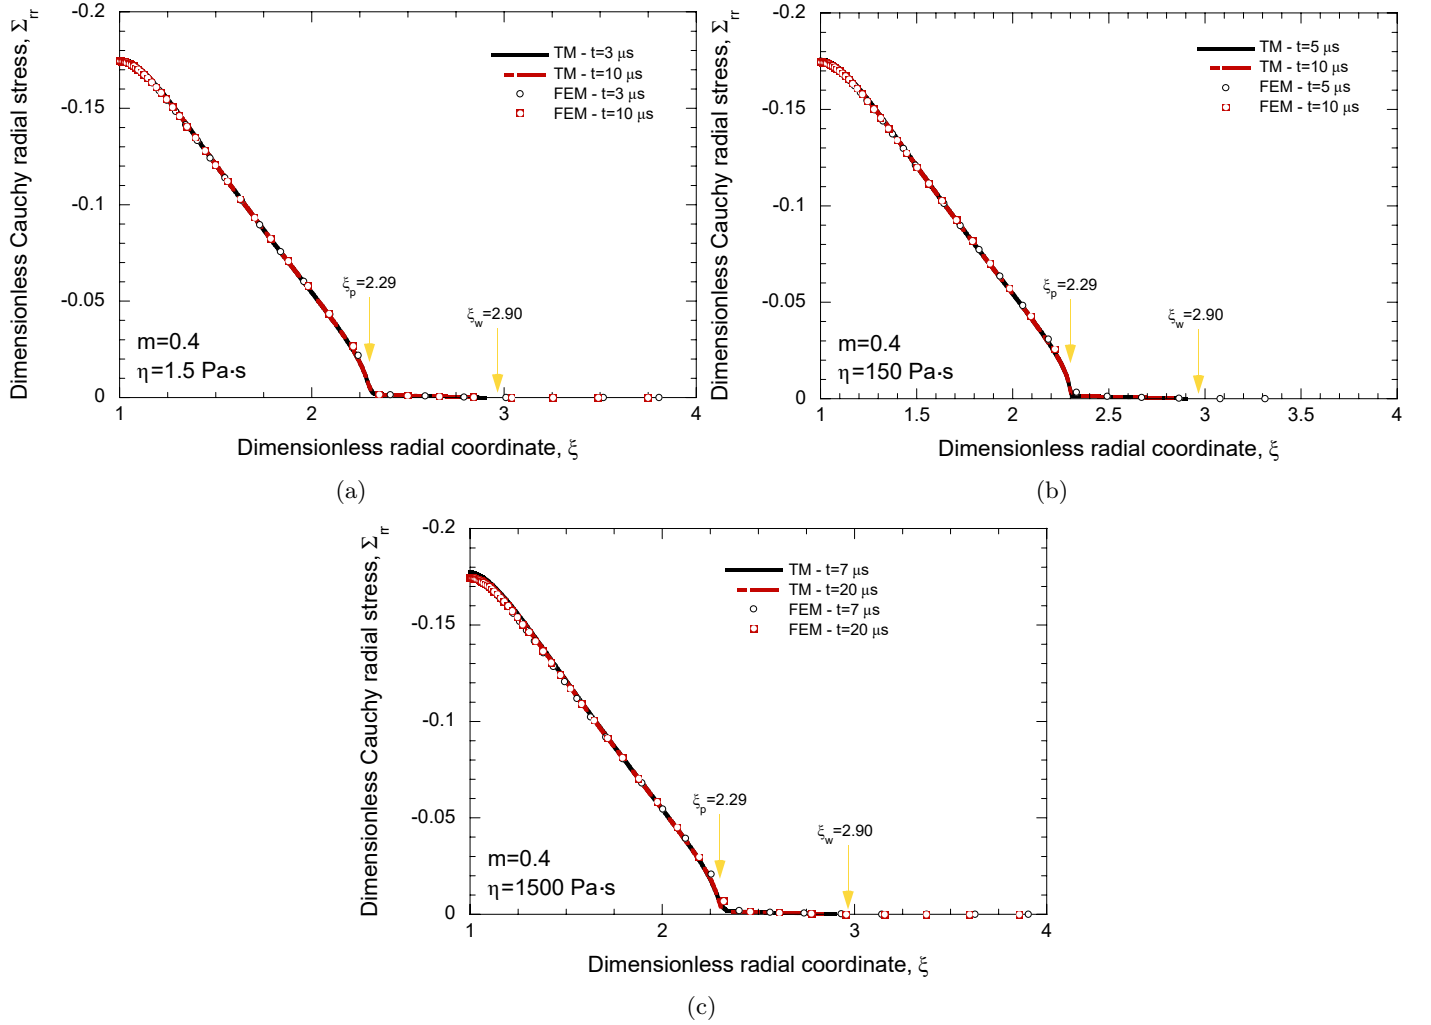 Dimensionless Cauchy radial stress, Σrr
-0.2
-0.15
-0.1
-0.05
0
TM - t=3 μs
TM - t=10 μs
FEM - t=3 μs
FEM - t=10 μs
ξp=2.29
ξw=2.90
m=0.4
η=1.5 Pa·s
1
2
3
4
Dimensionless radial coordinate, ξ
(a)
Dimensionless Cauchy radial stress, Σrr
-0.2
-0.15
-0.1
-0.05
0
TM - t=5 μs
TM - t=10 μs
FEM - t=5 μs
FEM - t=10 μs
ξp=2.29
ξw=2.90
m=0.4
η=150 Pa·s
1
1.5
2
2.5
3
3.5
4
Dimensionless radial coordinate, ξ
(b)
Dimensionless Cauchy radial stress, Σrr
-0.2
-0.15
-0.1
-0.05
0
TM - t=7 μs
TM - t=20 μs
FEM - t=7 μs
FEM - t=20 μs
ξp=2.29
ξw=2.90
m=0.4
η=1500 Pa·s
1
2
3
4
Dimensionless radial coordinate, ξ
(c)